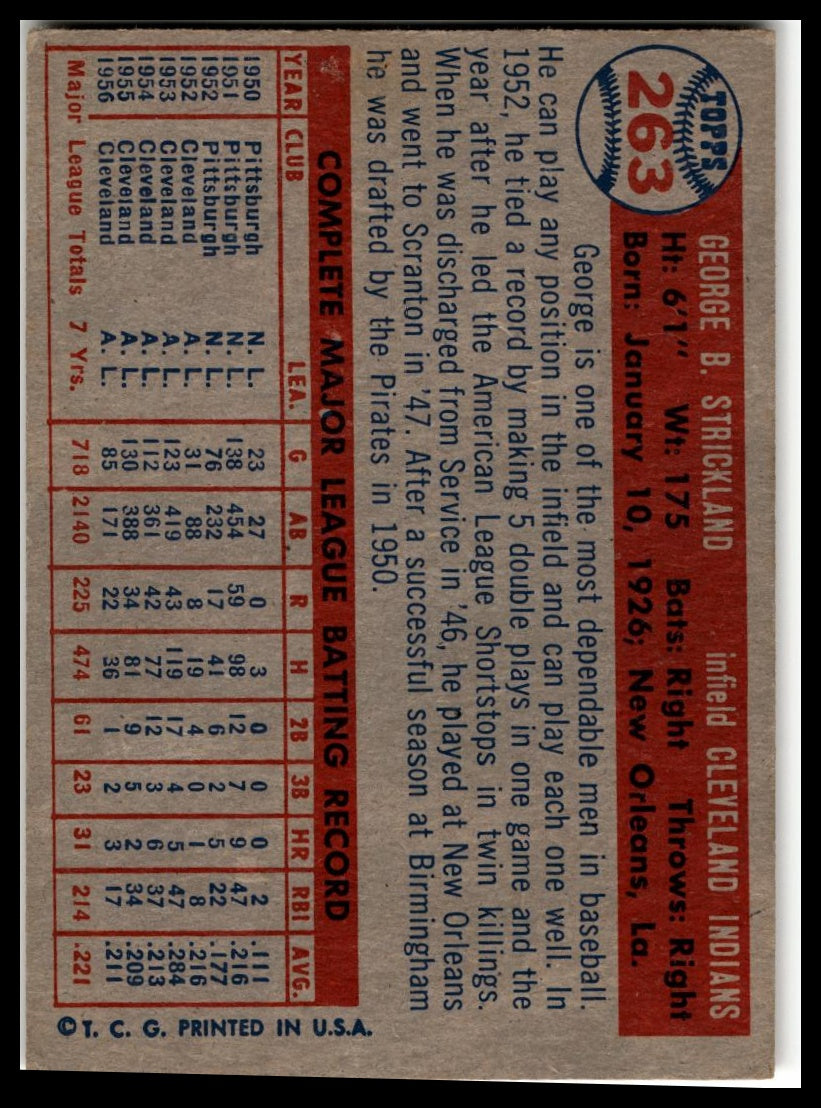 TOPPS
263
GEORGE B. STRICKLAND infield CLEVELAND INDIANS
Ht: 6'1" Wt: 175 Bats: Right Throws: Right
Born: January 10, 1926; New Orleans, La.
George is one of the most dependable men in baseball.
He can play any position in the infield and can play each one well. In
1952, he tied a record by making 5 double plays in one game and the
year after he led the American League Shortstops in twin killings.
When he was discharged from Service in '46, he played at New Orleans
and went to Scranton in '47. After a successful season at Birmingham
he was drafted by the Pirates in 1950.
COMPLETE MAJOR LEAGUE BATTING RECORD
YEAR CLUB LEA. G AB R H 2B 3B HR RBI AVG.
1950 Pittsburgh N. L. 23 27 0 3 0 0 0 2 .111
1951 Pittsburgh N. L. 138 454 59 98 12 7 9 47 .216
1952 Pittsburgh N. L. 76 232 17 41 6 2 5 22 .177
1952 Cleveland A. L. 31 88 8 19 4 0 1 8 .216
1953 Cleveland A. L. 123 419 43 119 17 4 5 47 .284
1954 Cleveland A. L. 112 361 42 77 12 3 6 37 .213
1955 Cleveland A. L. 130 388 34 81 9 5 2 34 .209
1956 Cleveland A. L. 85 171 22 36 1 2 3 17 .211
Major League Totals 7 Yrs. 718 2140 225 474 61 23 31 214 .221
© T. C. G. PRINTED IN U.S.A.